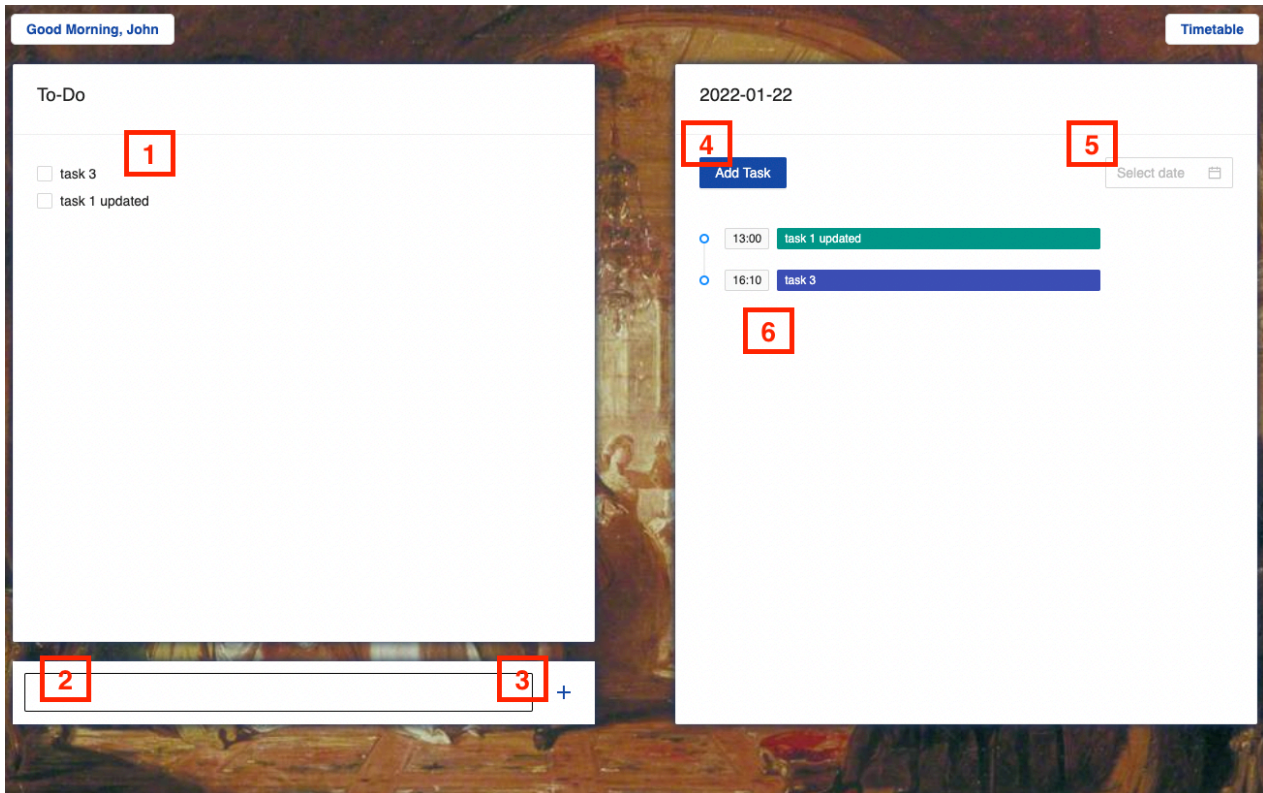 Good Morning, John
Timetable
To-Do
1
task 3
task 1 updated
2
3
+
2022-01-22
4
5
Add Task
Select date
13:00 task 1 updated
16:10 task 3
6